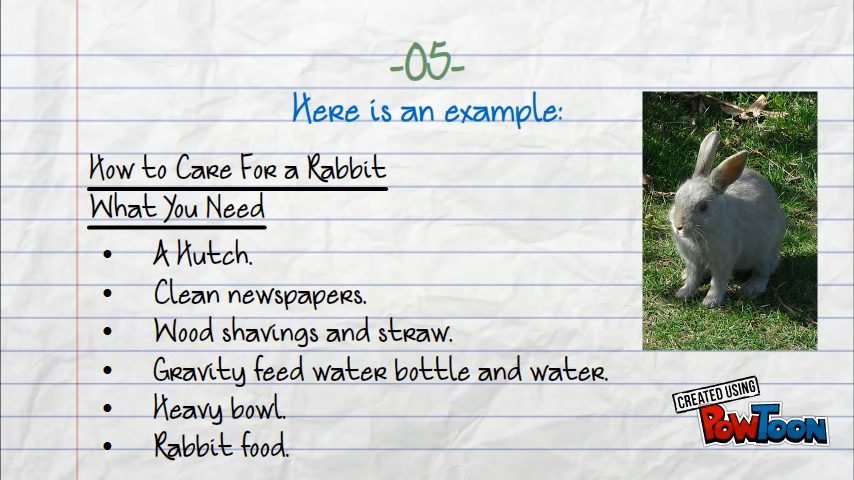 -05-
Here is an example:
How to Care For a Rabbit
What You Need
• A Hutch.
• Clean newspapers.
• Wood shavings and straw.
• Gravity feed water bottle and water.
• Heavy bowl.
• Rabbit food.
CREATED USING
POWTOON